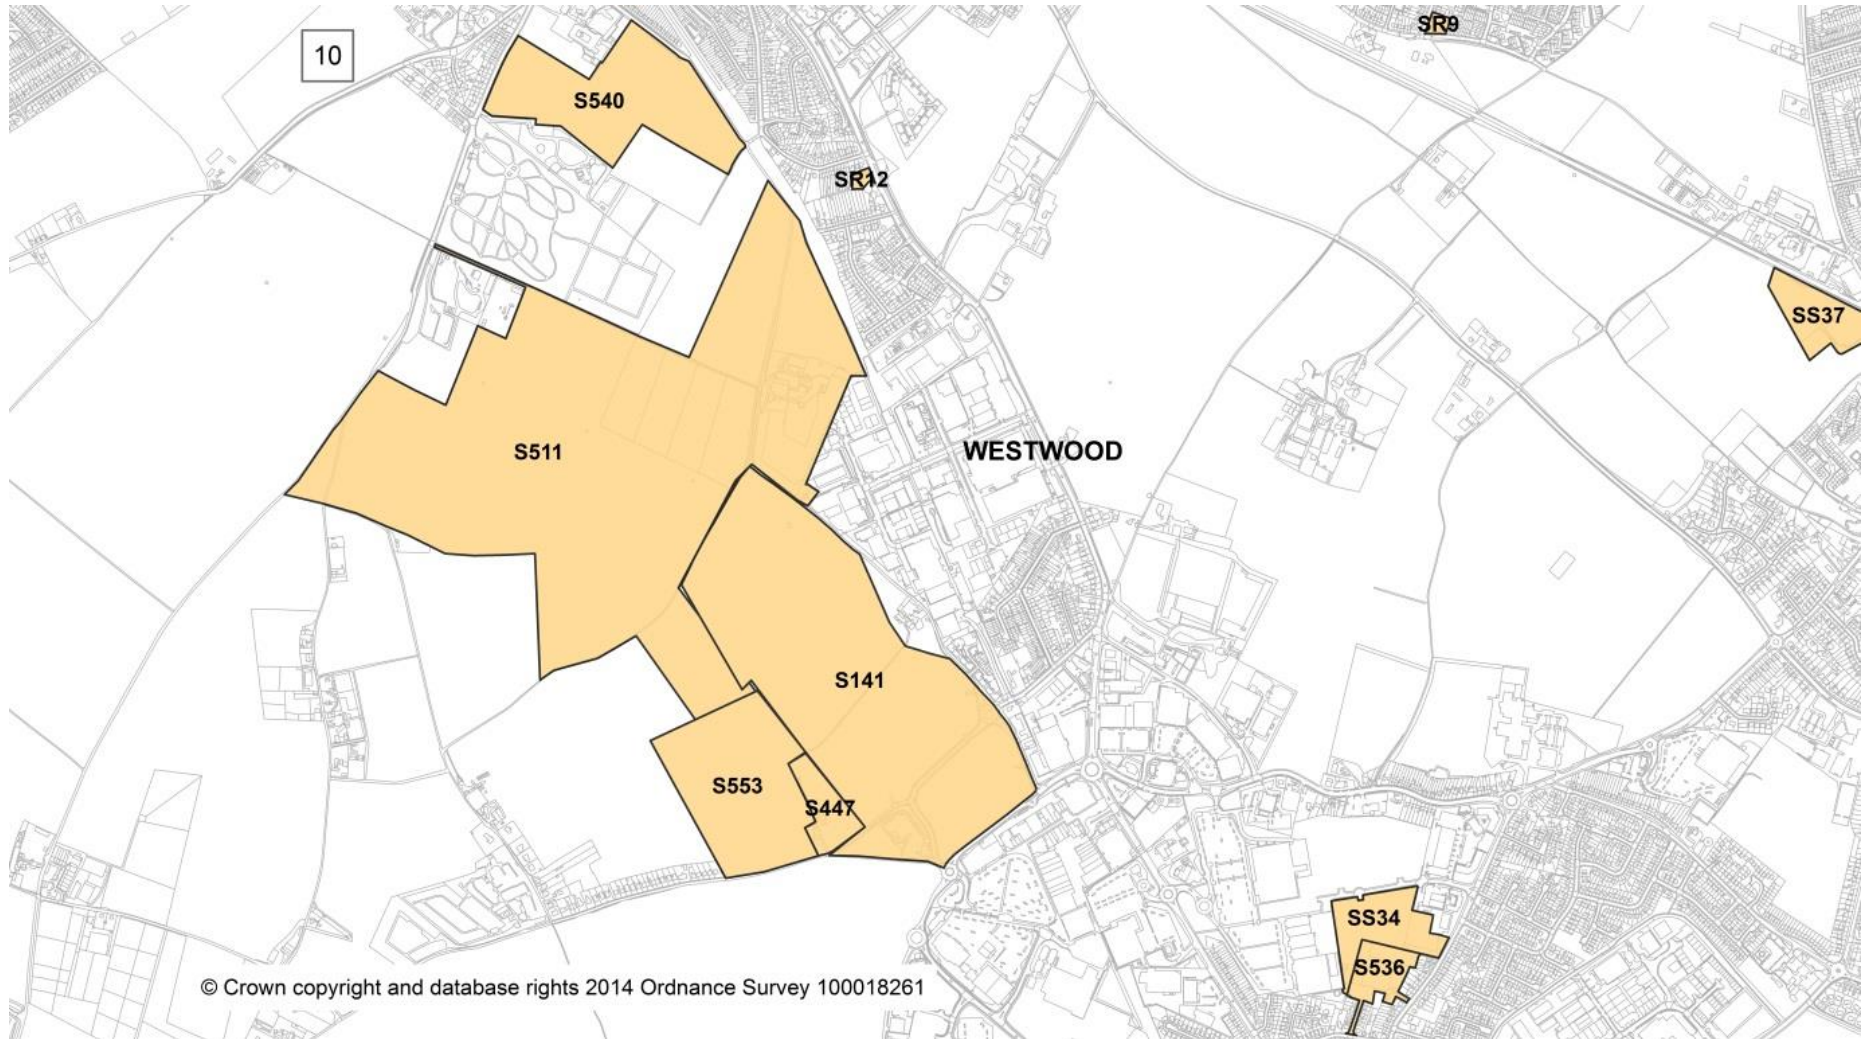 SR9
10
S540
SR12
SS37
S511
WESTWOOD
S141
S553
S447
SS34
S536
© Crown copyright and database rights 2014 Ordnance Survey 100018261